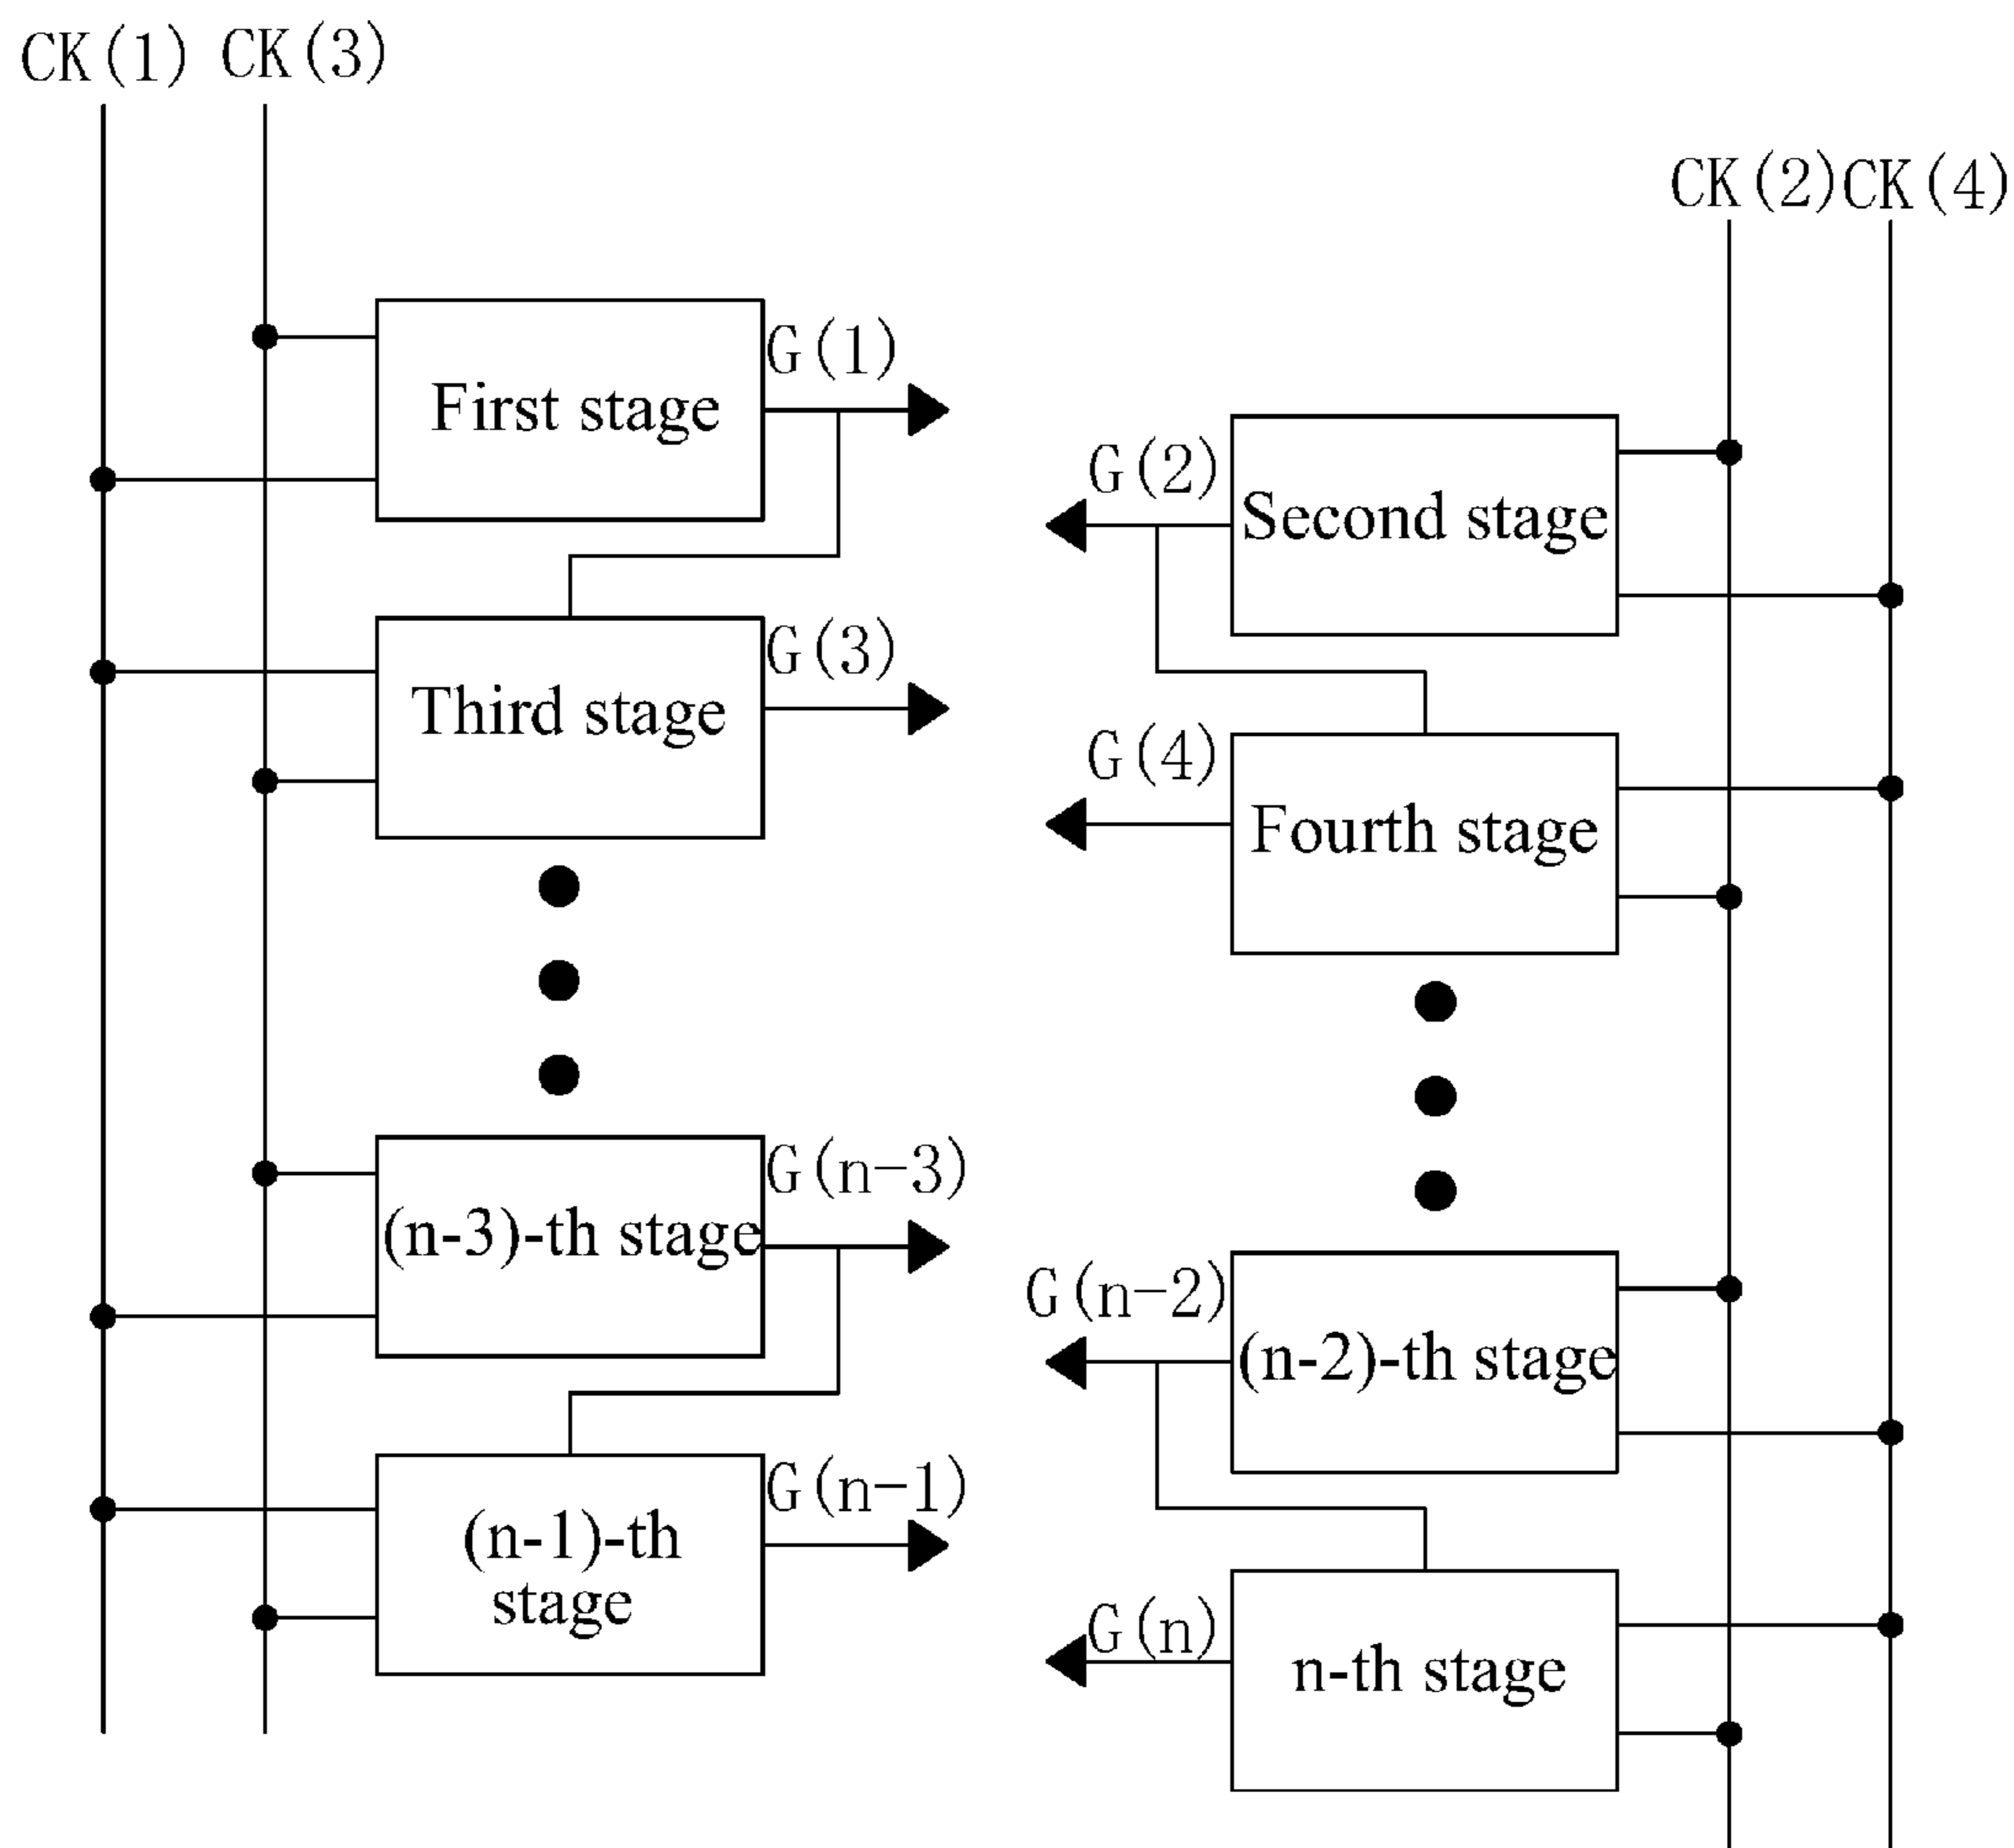 CK(1) CK(3)
CK(2) CK(4)
First stage
G(1)
G(2)
Second stage
Third stage
G(3)
G(4)
Fourth stage
(n-3)-th stage
G(n-3)
G(n-2)
(n-2)-th stage
(n-1)-th
stage
G(n-1)
G(n)
n-th stage